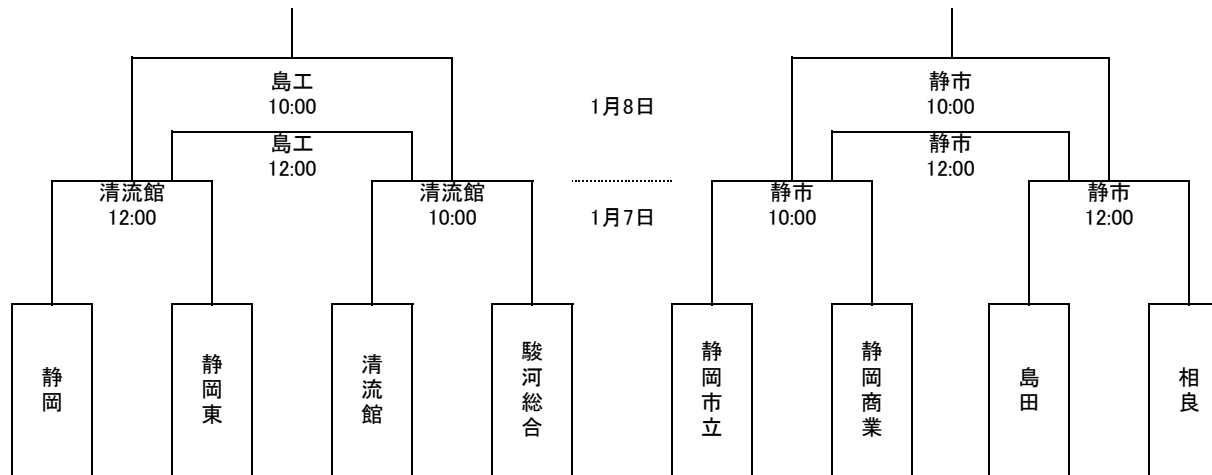 島工
10:00
1月8日
静市
10:00
島工
12:00
静市
12:00
清流館
12:00
清流館
10:00
1月7日
静市
10:00
静市
12:00
静岡
静岡東
清流館
駿河総合
静岡市立
静岡商業
島田
相良